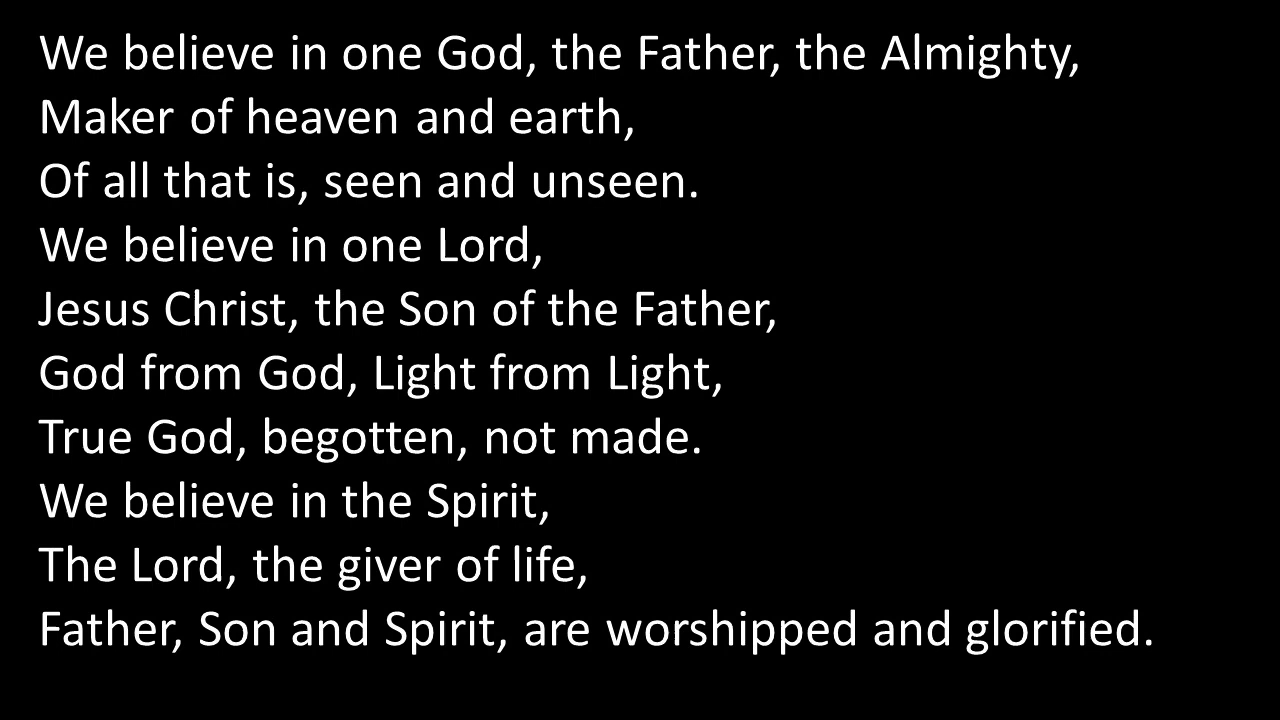 We believe in one God, the Father, the Almighty,
Maker of heaven and earth,
Of all that is, seen and unseen.
We believe in one Lord,
Jesus Christ, the Son of the Father,
God from God, Light from Light,
True God, begotten, not made.
We believe in the Spirit,
The Lord, the giver of life,
Father, Son and Spirit, are worshipped and glorified.